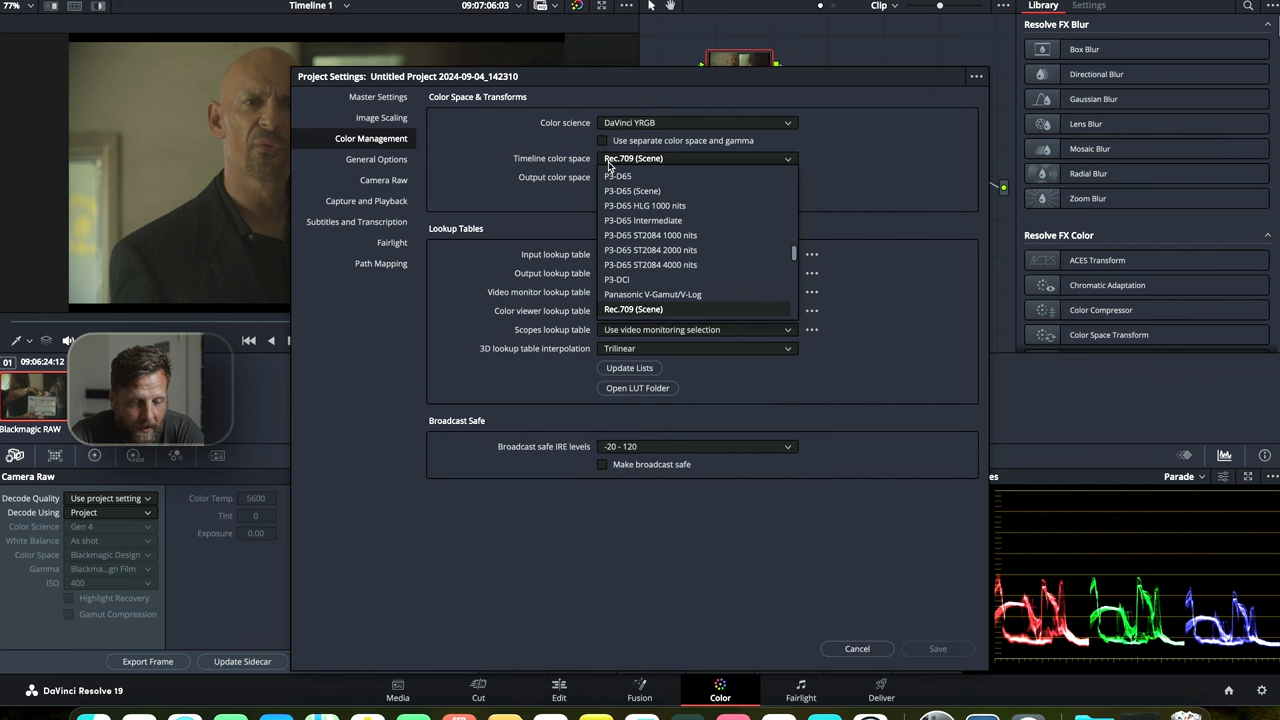 77%
Timeline 1
09:07:06:03
Clip
Library
Settings
Resolve FX Blur
Box Blur
Directional Blur
Gaussian Blur
Lens Blur
Mosaic Blur
Radial Blur
Zoom Blur
Resolve FX Color
ACES Transform
Chromatic Adaptation
Color Compressor
Color Space Transform
Project Settings: Untitled Project 2024-09-04_142310
Master Settings
Image Scaling
Color Management
General Options
Camera Raw
Capture and Playback
Subtitles and Transcription
Fairlight
Path Mapping
Color Space & Transforms
Color science DaVinci YRGB
Use separate color space and gamma
Timeline color space Rec.709 (Scene)
Output color space
P3-D65
P3-D65 (Scene)
P3-D65 HLG 1000 nits
P3-D65 Intermediate
P3-D65 ST2084 1000 nits
P3-D65 ST2084 2000 nits
P3-D65 ST2084 4000 nits
P3-DCI
Panasonic V-Gamut/V-Log
Rec.709 (Scene)
Lookup Tables
Input lookup table
Output lookup table
Video monitor lookup table
Color viewer lookup table
Scopes lookup table Use video monitoring selection
3D lookup table interpolation Trilinear
Update Lists
Open LUT Folder
Broadcast Safe
Broadcast safe IRE levels -20 - 120
Make broadcast safe
Cancel
Save
01 09:06:24:12
Blackmagic RAW
Camera Raw
Decode Quality Use project setting
Decode Using Project
Color Science Gen 4
White Balance As shot
Color Space Blackmagic Design
Gamma Blackma...gn Film
ISO 400
Highlight Recovery
Gamut Compression
Color Temp 5600
Tint 0
Exposure 0.00
Export Frame
Update Sidecar
es
Parade
DaVinci Resolve 19
Media
Cut
Edit
Fusion
Color
Fairlight
Deliver